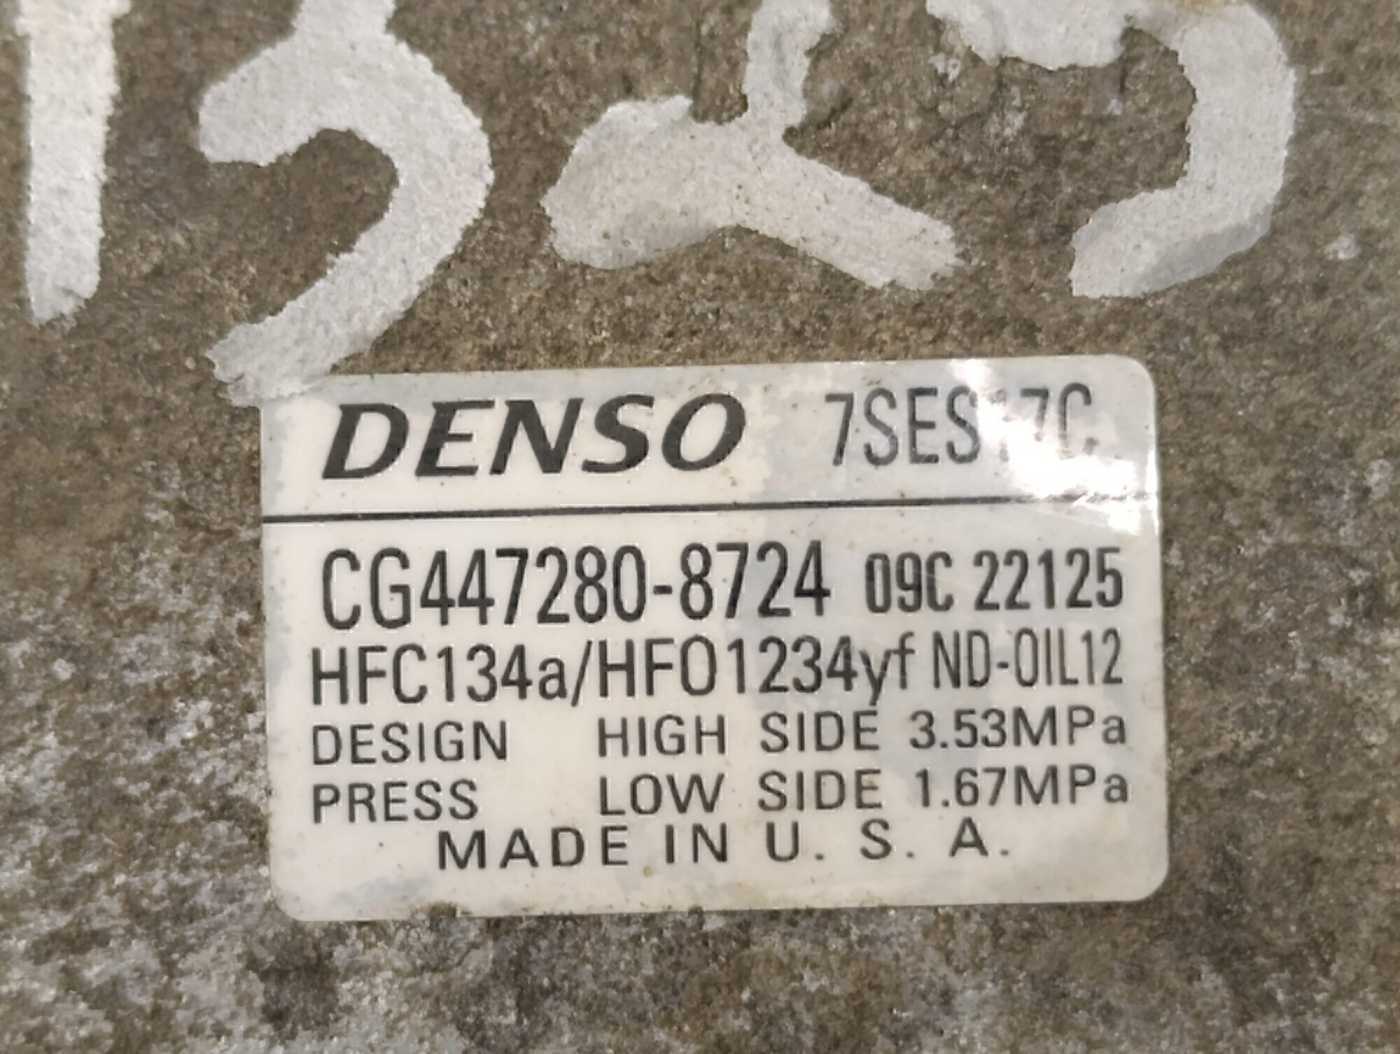 DENSO 7SES17C
CG447280-8724 09C 22125
HFC134a/HFO1234yf ND-OIL12
DESIGN HIGH SIDE 3.53MPa
PRESS LOW SIDE 1.67MPa
MADE IN U. S. A.